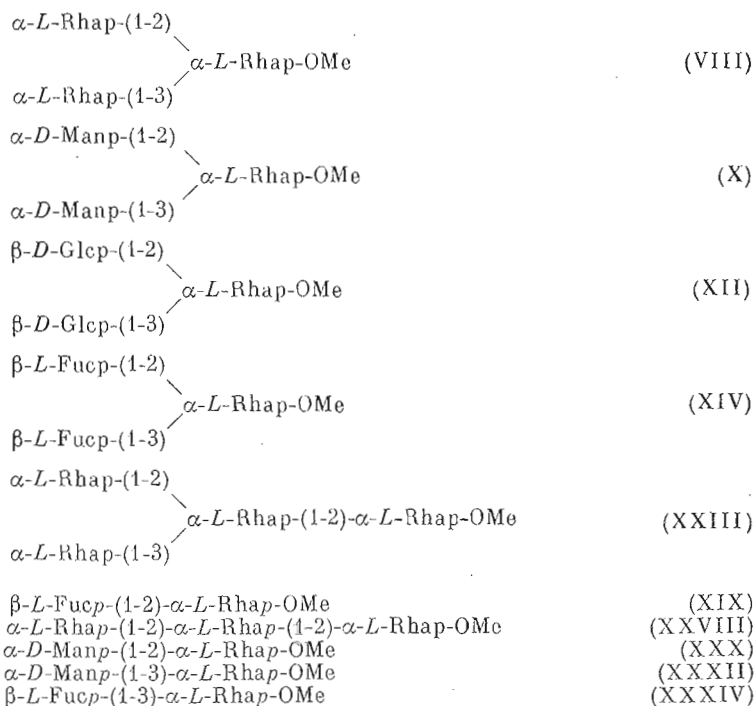 α-L-Rhap-(1-2)
α-L-Rhap-OMe (VIII)
α-L-Rhap-(1-3)
α-D-Manp-(1-2)
α-L-Rhap-OMe (X)
α-D-Manp-(1-3)
β-D-Glcp-(1-2)
α-L-Rhap-OMe (XII)
β-D-Glcp-(1-3)
β-L-Fucp-(1-2)
α-L-Rhap-OMe (XIV)
β-L-Fucp-(1-3)
α-L-Rhap-(1-2)
α-L-Rhap-(1-2)-α-L-Rhap-OMe (XXIII)
α-L-Rhap-(1-3)
β-L-Fucp-(1-2)-α-L-Rhap-OMe (XIX)
α-L-Rhap-(1-2)-α-L-Rhap-(1-2)-α-L-Rhap-OMe (XXVIII)
α-D-Manp-(1-2)-α-L-Rhap-OMe (XXX)
α-D-Manp-(1-3)-α-L-Rhap-OMe (XXXII)
β-L-Fucp-(1-3)-α-L-Rhap-OMe (XXXIV)